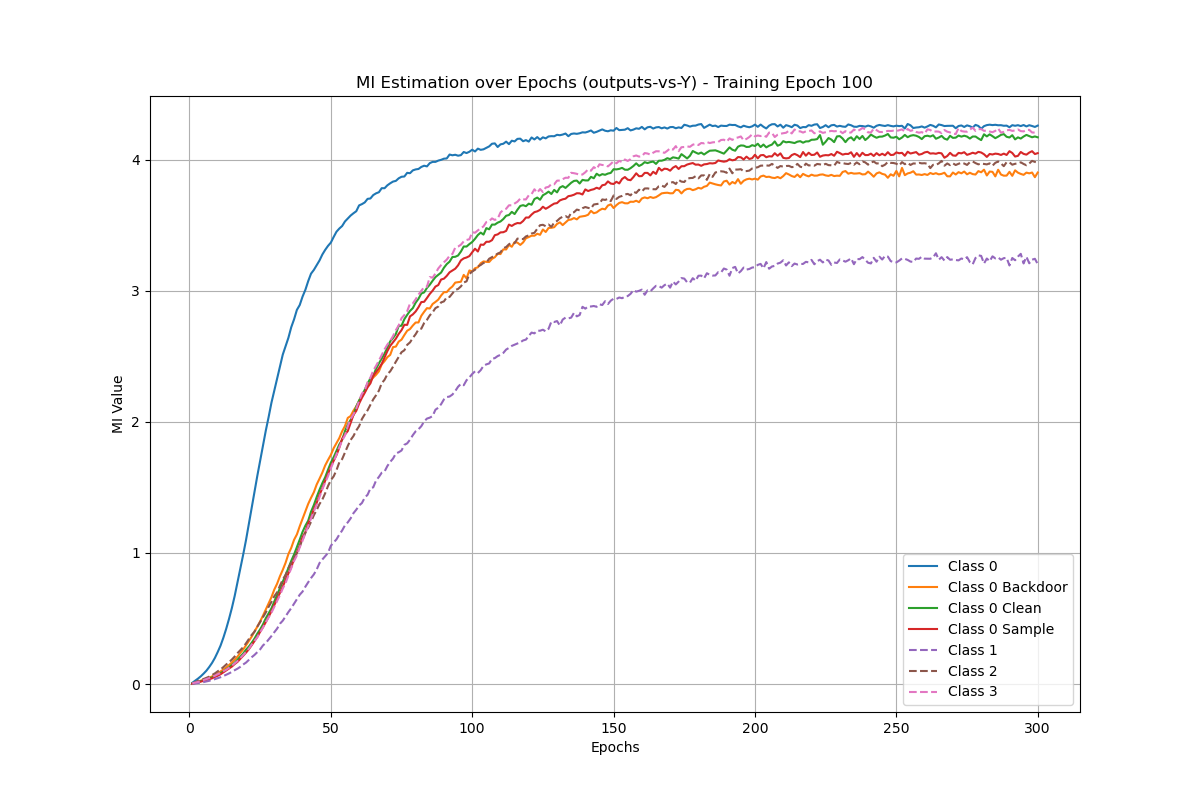 MI Estimation over Epochs (outputs-vs-Y) - Training Epoch 100
MI Value
4
3
2
1
0
0 50 100 150 200 250 300
Epochs
Class 0
Class 0 Backdoor
Class 0 Clean
Class 0 Sample
Class 1
Class 2
Class 3